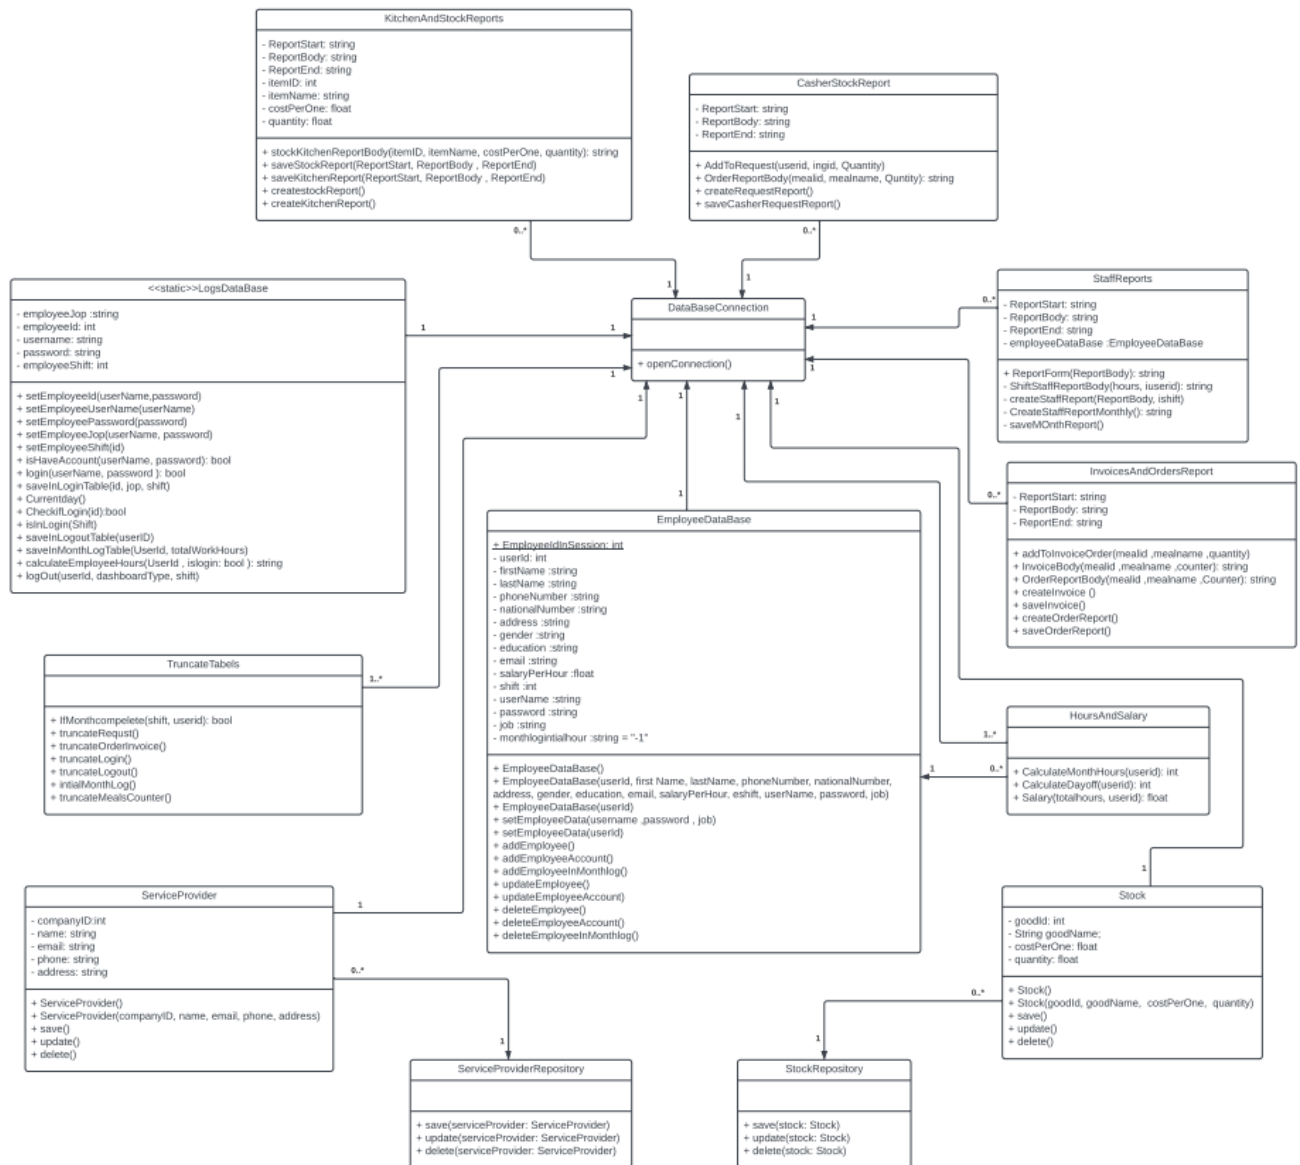 KitchenAndStockReports
- ReportStart: string
- ReportBody: string
- ReportEnd: string
- itemID: int
- itemName: string
- costPerOne: float
- quantity: float
+ stockKitchenReportBody(itemID, itemName, costPerOne, quantity): string
+ saveStockReport(ReportStart, ReportBody , ReportEnd)
+ saveKitchenReport(ReportStart, ReportBody , ReportEnd)
+ createstockReport()
+ createKitchenReport()
0..*
1
CasherStockReport
- ReportStart: string
- ReportBody: string
- ReportEnd: string
+ AddToRequest(userid, ingid, Quantity)
+ OrderReportBody(mealid, mealname, Quntity): string
+ createRequestReport()
+ saveCasherRequestReport()
0..*
1
<<static>>LogsDataBase
- employeeJop :string
- employeeId: int
- username: string
- password: string
- employeeShift: int
+ setEmployeeId(userName,password)
+ setEmployeeUserName(userName)
+ setEmployeePassword(password)
+ setEmployeeJop(userName, password)
+ setEmployeeShift(id)
+ isHaveAccount(userName, password): bool
+ login(userName, password ): bool
+ saveInLoginTable(id, jop, shift)
+ Currentday()
+ CheckifLogin(id):bool
+ isInLogin(Shift)
+ saveInLogoutTable(userID)
+ saveInMonthLogTable(UserId, totalWorkHours)
+ calculateEmployeeHours(UserId , islogin: bool ): string
+ logOut(userId, dashboardType, shift)
1
1
DataBaseConnection
+ openConnection()
1
1
1
1
1
1
1
StaffReports
- ReportStart: string
- ReportBody: string
- ReportEnd: string
- employeeDataBase :EmployeeDataBase
+ ReportForm(ReportBody): string
- ShiftStaffReportBody(hours, iuserid): string
- createStaffReport(ReportBody, ishift)
- CreateStaffReportMonthly(): string
- saveMOnthReport()
0..*
InvoicesAndOrdersReport
- ReportStart: string
- ReportBody: string
- ReportEnd: string
+ addToInvoiceOrder(mealid ,mealname ,quantity)
+ InvoiceBody(mealid ,mealname ,counter): string
+ OrderReportBody(mealid ,mealname ,Counter): string
+ createInvoice ()
+ saveInvoice()
+ createOrderReport()
+ saveOrderReport()
0..*
1
EmployeeDataBase
+ EmployeeIdInSession: int
- userId: int
- firstName :string
- lastName :string
- phoneNumber :string
- nationalNumber :string
- address :string
- gender :string
- education :string
- email :string
- salaryPerHour :float
- shift :int
- userName :string
- password :string
- job :string
- monthlogintialhour :string = "-1"
+ EmployeeDataBase()
+ EmployeeDataBase(userId, first Name, lastName, phoneNumber, nationalNumber,
address, gender, education, email, salaryPerHour, eshift, userName, password, job)
+ EmployeeDataBase(userId)
+ setEmployeeData(username ,password , job)
+ setEmployeeData(userId)
+ addEmployee()
+ addEmployeeAccount()
+ addEmployeeInMonthlog()
+ updateEmployee()
+ updateEmployeeAccount()
+ deleteEmployee()
+ deleteEmployeeAccount()
+ deleteEmployeeInMonthlog()
TruncateTabels
+ IfMonthcompelete(shift, userid): bool
+ truncateRequst()
+ truncateOrderInvoice()
+ truncateLogin()
+ truncateLogout()
+ intialMonthLog()
+ truncateMealsCounter()
1..*
HoursAndSalary
+ CalculateMonthHours(userid): int
+ CalculateDayoff(userid): int
+ Salary(totalhours, userid): float
1..*
0..*
1
ServiceProvider
- companyID:int
- name: string
- email: string
- phone: string
- address: string
+ ServiceProvider()
+ ServiceProvider(companyID, name, email, phone, address)
+ save()
+ update()
+ delete()
1
0..*
1
Stock
- goodId: int
- String goodName;
- costPerOne: float
- quantity: float
+ Stock()
+ Stock(goodId, goodName, costPerOne, quantity)
+ save()
+ update()
+ delete()
1
0..*
1
ServiceProviderRepository
+ save(serviceProvider: ServiceProvider)
+ update(serviceProvider: ServiceProvider)
+ delete(serviceProvider: ServiceProvider)
StockRepository
+ save(stock: Stock)
+ update(stock: Stock)
+ delete(stock: Stock)